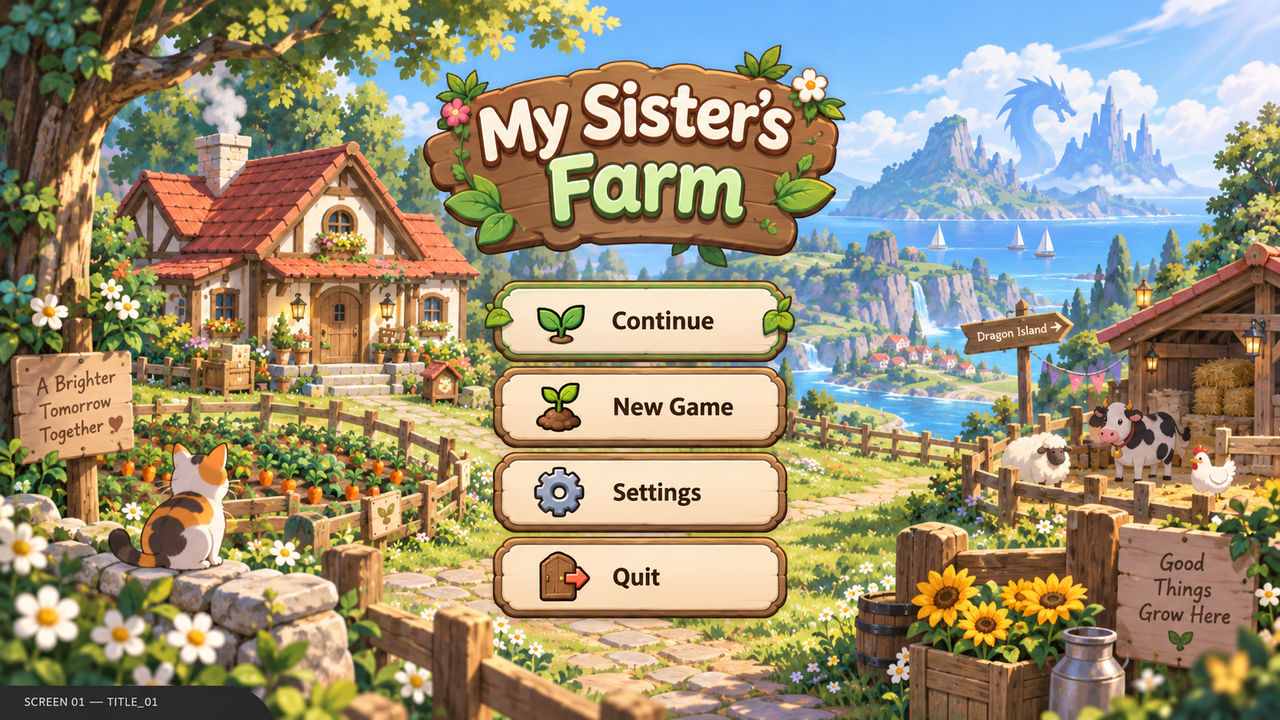 My Sister's
Farm
Continue
New Game
Settings
Quit
A Brighter
Tomorrow
Together
Dragon Island
Good
Things
Grow Here
SCREEN 01 — TITLE_01